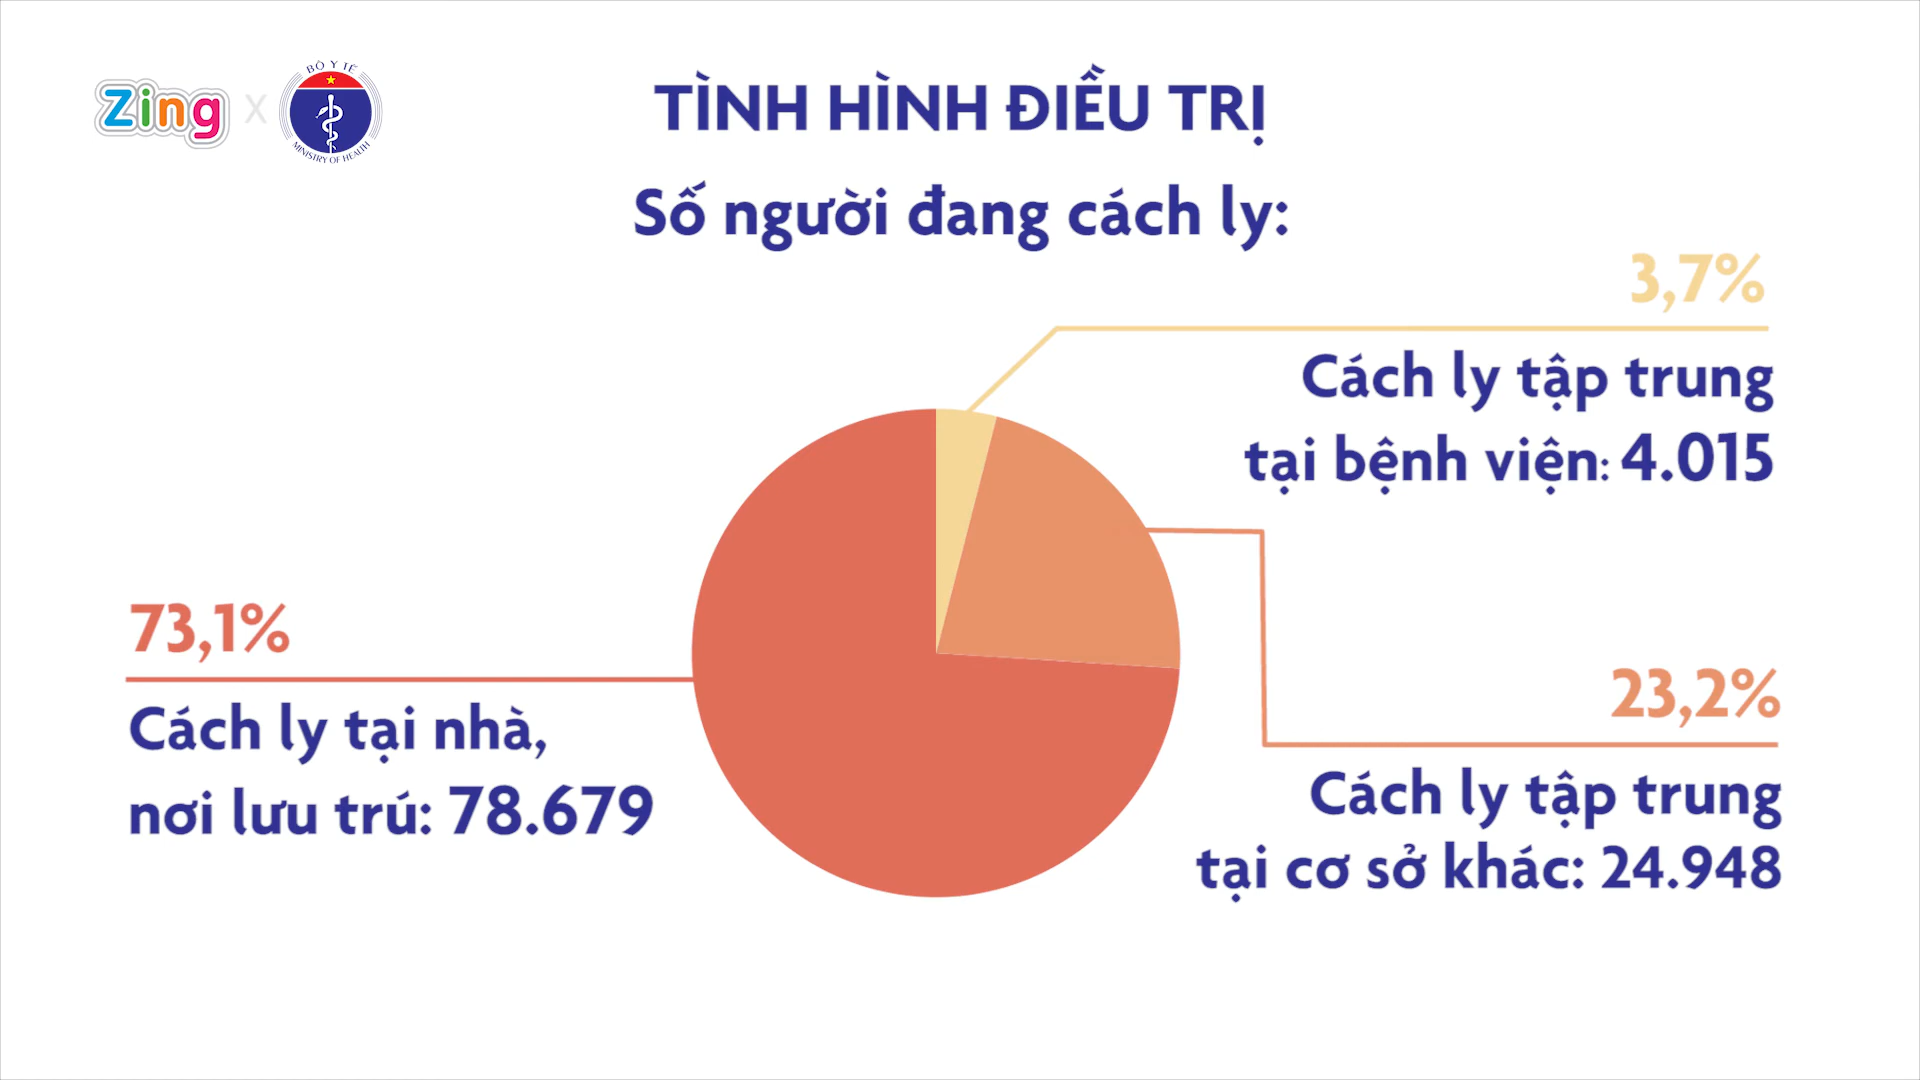 Zing X BỘ Y TẾ
MINISTRY OF HEALTH
TÌNH HÌNH ĐIỀU TRỊ
Số người đang cách ly:
3,7%
Cách ly tập trung
tại bệnh viện: 4.015
73,1%
Cách ly tại nhà,
nơi lưu trú: 78.679
23,2%
Cách ly tập trung
tại cơ sở khác: 24.948